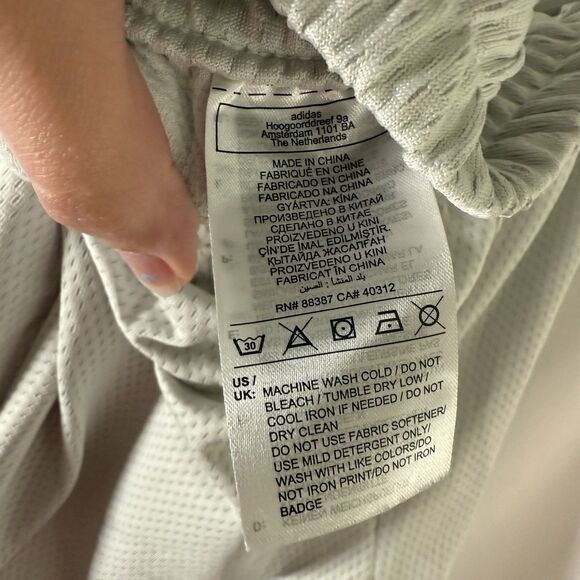 adidas
Hoogoorddreef 9a
Amsterdam 1101 BA
The Netherlands
MADE IN CHINA
FABRIQUÉ EN CHINE
FABRICADO EN CHINA
FABRICADO NA CHINA
GYÁRTVA: KÍNA
ПРОИЗВЕДЕНО В КИТАЙ
СДЕЛАНО В КИТАЕ
PROIZVEDENO U KINI
ÇİN'DE İMAL EDİLMİŞTİR.
ҚЫТАЙДА ЖАСАЛҒАН
PROIZVEDENO U KINI
FABRICAT ÎN CHINA
بلد المنشأ : الصين
RN# 88387 CA# 40312
30
US / UK: MACHINE WASH COLD / DO NOT
BLEACH / TUMBLE DRY LOW /
COOL IRON IF NEEDED / DO NOT
DRY CLEAN
DO NOT USE FABRIC SOFTENER/
USE MILD DETERGENT ONLY/
WASH WITH LIKE COLORS/DO
NOT IRON PRINT/DO NOT IRON
BADGE
D: